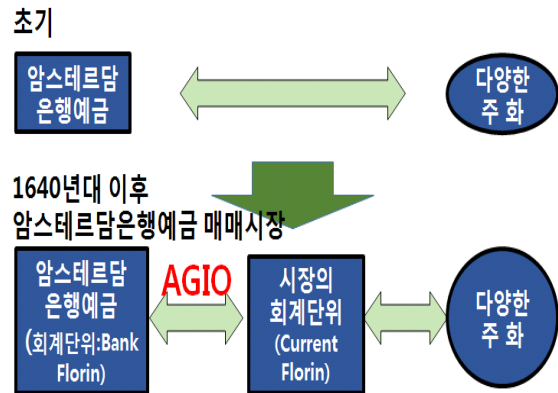 초기
암스테르담
은행예금
다양한
주 화
1640년대 이후
암스테르담은행예금 매매시장
암스테르담
은행예금
(회계단위:Bank
Florin)
AGIO
시장의
회계단위
(Current
Florin)
다양한
주 화